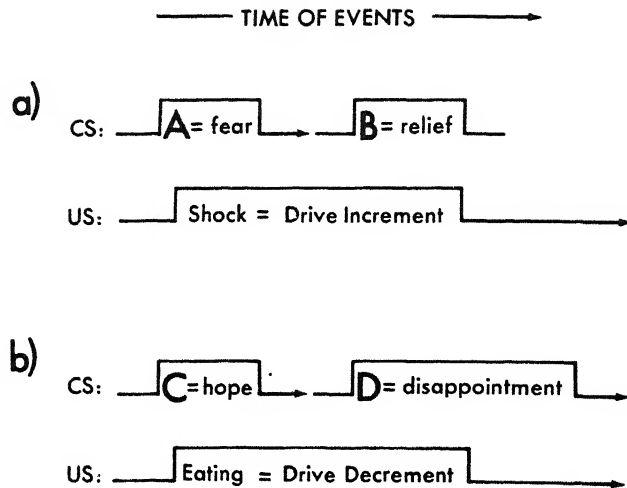 TIME OF EVENTS
a)
CS: A = fear B = relief
US: Shock = Drive Increment
b)
CS: C = hope D = disappointment
US: Eating = Drive Decrement